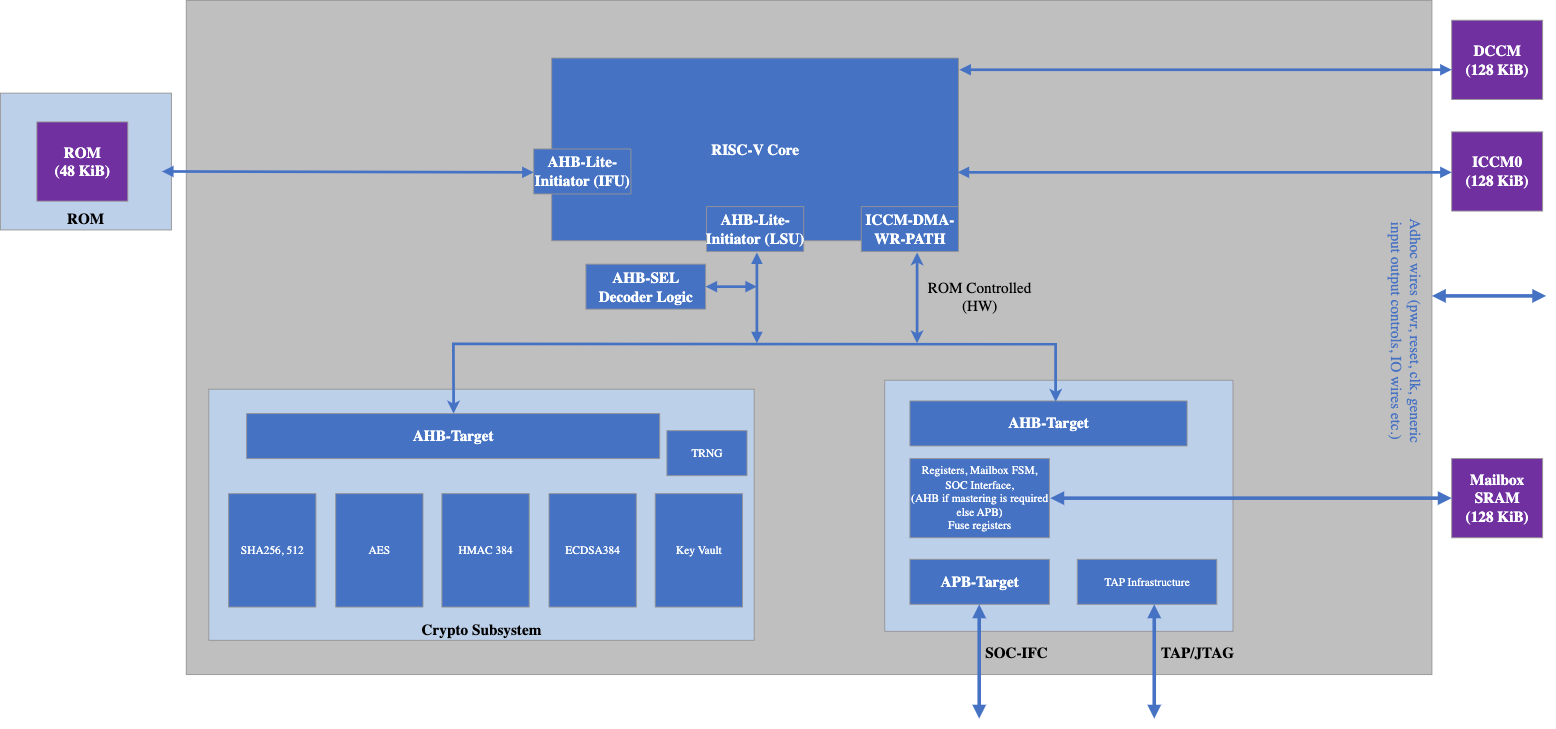 DCCM
(128 KiB)
ROM
(48 KiB)
ROM
RISC-V Core
AHB-Lite-
Initiator (IFU)
ICCM0
(128 KiB)
AHB-Lite-
Initiator (LSU)
ICCM-DMA-
WR-PATH
AHB-SEL
Decoder Logic
ROM Controlled
(HW)
Adhoc wires (pwr, reset, clk, generic
input output controls, IO wires etc.)
AHB-Target
TRNG
SHA256, 512
AES
HMAC 384
ECDSA384
Key Vault
Crypto Subsystem
AHB-Target
Registers, Mailbox FSM,
SOC Interface,
(AHB if mastering is required
else APB)
Fuse registers
Mailbox
SRAM
(128 KiB)
APB-Target
TAP Infrastructure
SOC-IFC
TAP/JTAG